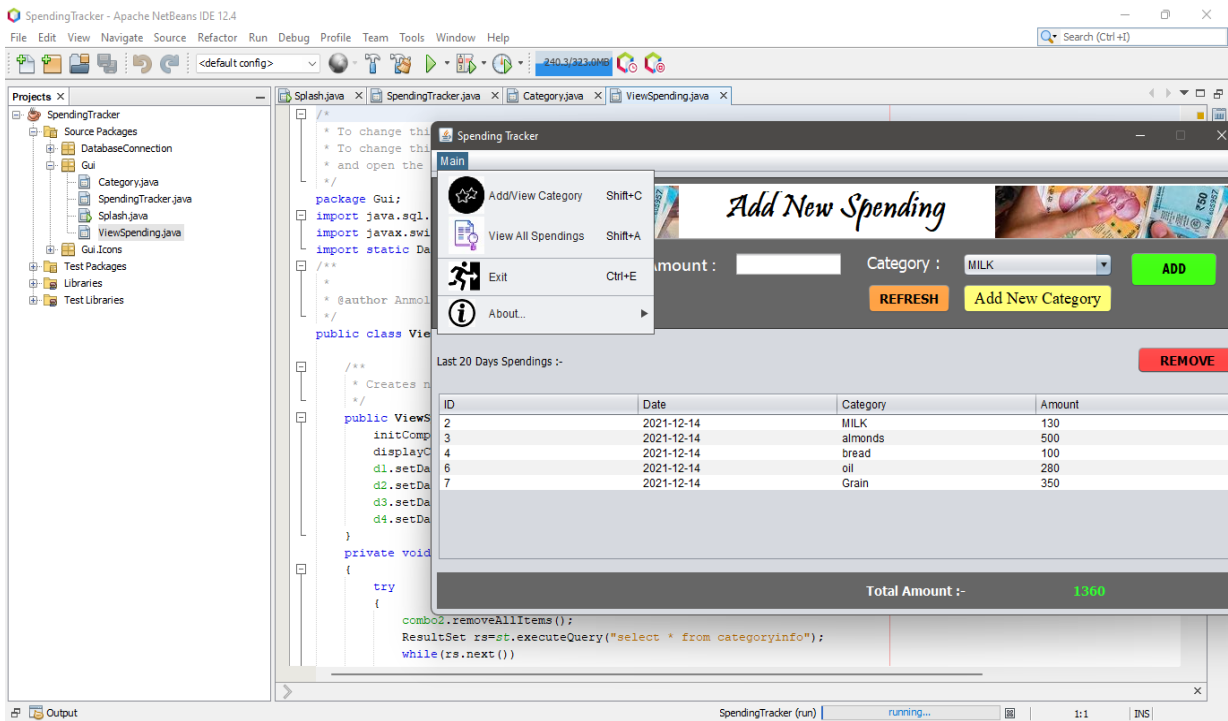 SpendingTracker - Apache NetBeans IDE 12.4
File Edit View Navigate Source Refactor Run Debug Profile Team Tools Window Help
Search (Ctrl+I)
<default config>
240.3/323.0MB
Projects
Splash.java SpendingTracker.java Category.java ViewSpending.java
SpendingTracker
Source Packages
DatabaseConnection
Gui
Category.java
SpendingTracker.java
Splash.java
ViewSpending.java
Gui.Icons
Test Packages
Libraries
Test Libraries
/*
* To change thi
* To change thi
* and open the
*/
package Gui;
import java.sql.
import javax.swi
import static Da
/**
*
* @author Anmol
*/
public class Vie
/**
* Creates n
*/
public ViewS
initComp
displayC
d1.setDa
d2.setDa
d3.setDa
d4.setDa
}
private void
{
try
{
combo2.removeAllItems();
ResultSet rs=st.executeQuery("select * from categoryinfo");
while(rs.next())
Spending Tracker
Main
Add/View Category Shift+C
View All Spendings Shift+A
Exit Ctrl+E
About...
Add New Spending
₹50
mount :
Category : MILK
ADD
REFRESH
Add New Category
Last 20 Days Spendings :-
REMOVE
ID Date Category Amount
2 2021-12-14 MILK 130
3 2021-12-14 almonds 500
4 2021-12-14 bread 100
6 2021-12-14 oil 280
7 2021-12-14 Grain 350
Total Amount :- 1360
Output
SpendingTracker (run) running... 1:1 INS